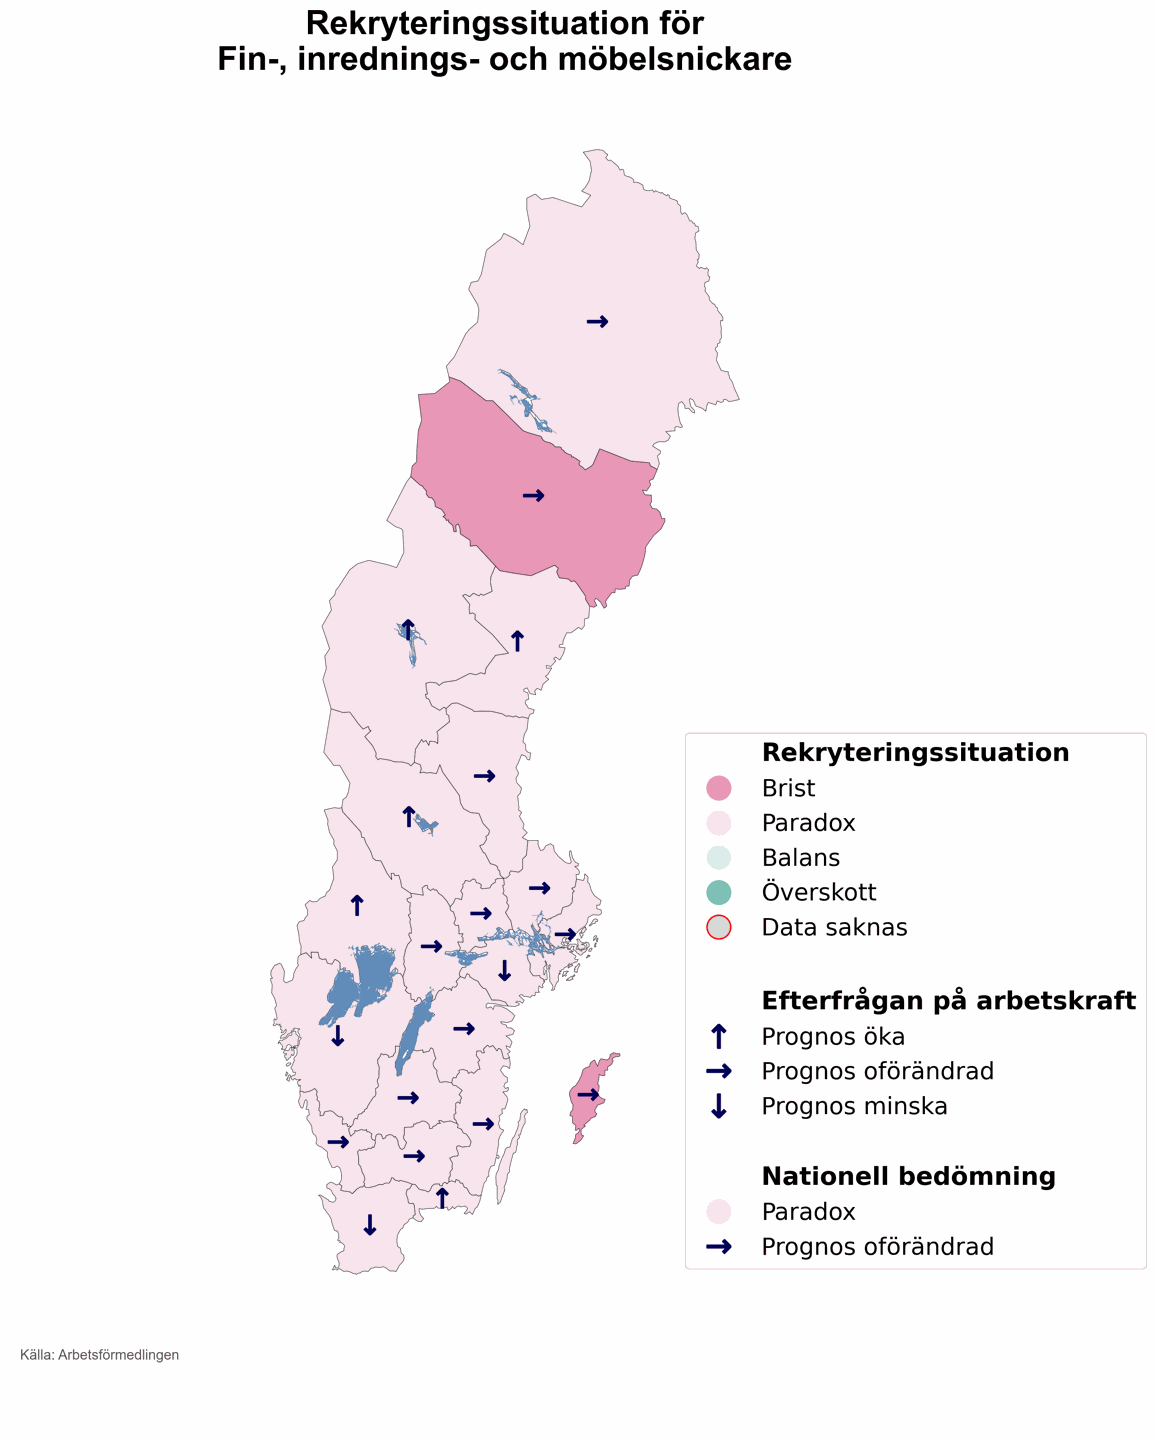 Rekryteringssituation för
Fin-, inrednings- och möbelsnickare
Rekryteringssituation
Brist
Paradox
Balans
Överskott
Data saknas
Efterfrågan på arbetskraft
Prognos öka
Prognos oförändrad
Prognos minska
Nationell bedömning
Paradox
Prognos oförändrad
Källa: Arbetsförmedlingen